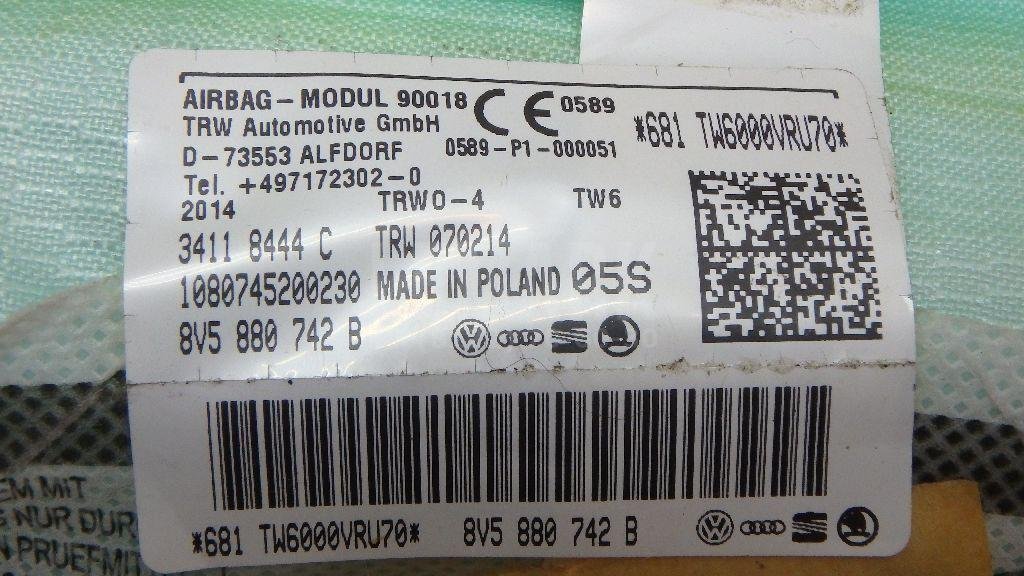 AIRBAG-MODUL 90018 CE 0589
TRW Automotive GmbH
D-73553 ALFDORF 0589-P1-000051
*681 TW6000VRU70*
Tel. +497172302-0
2014 TRWO-4 TW6
3411 8444 C TRW 070214
1080745200230 MADE IN POLAND 05S
8V5 880 742 B
*681 TW6000VRU70* 8V5 880 742 B
EM MIT
NUR DUR
PRUEFMIT